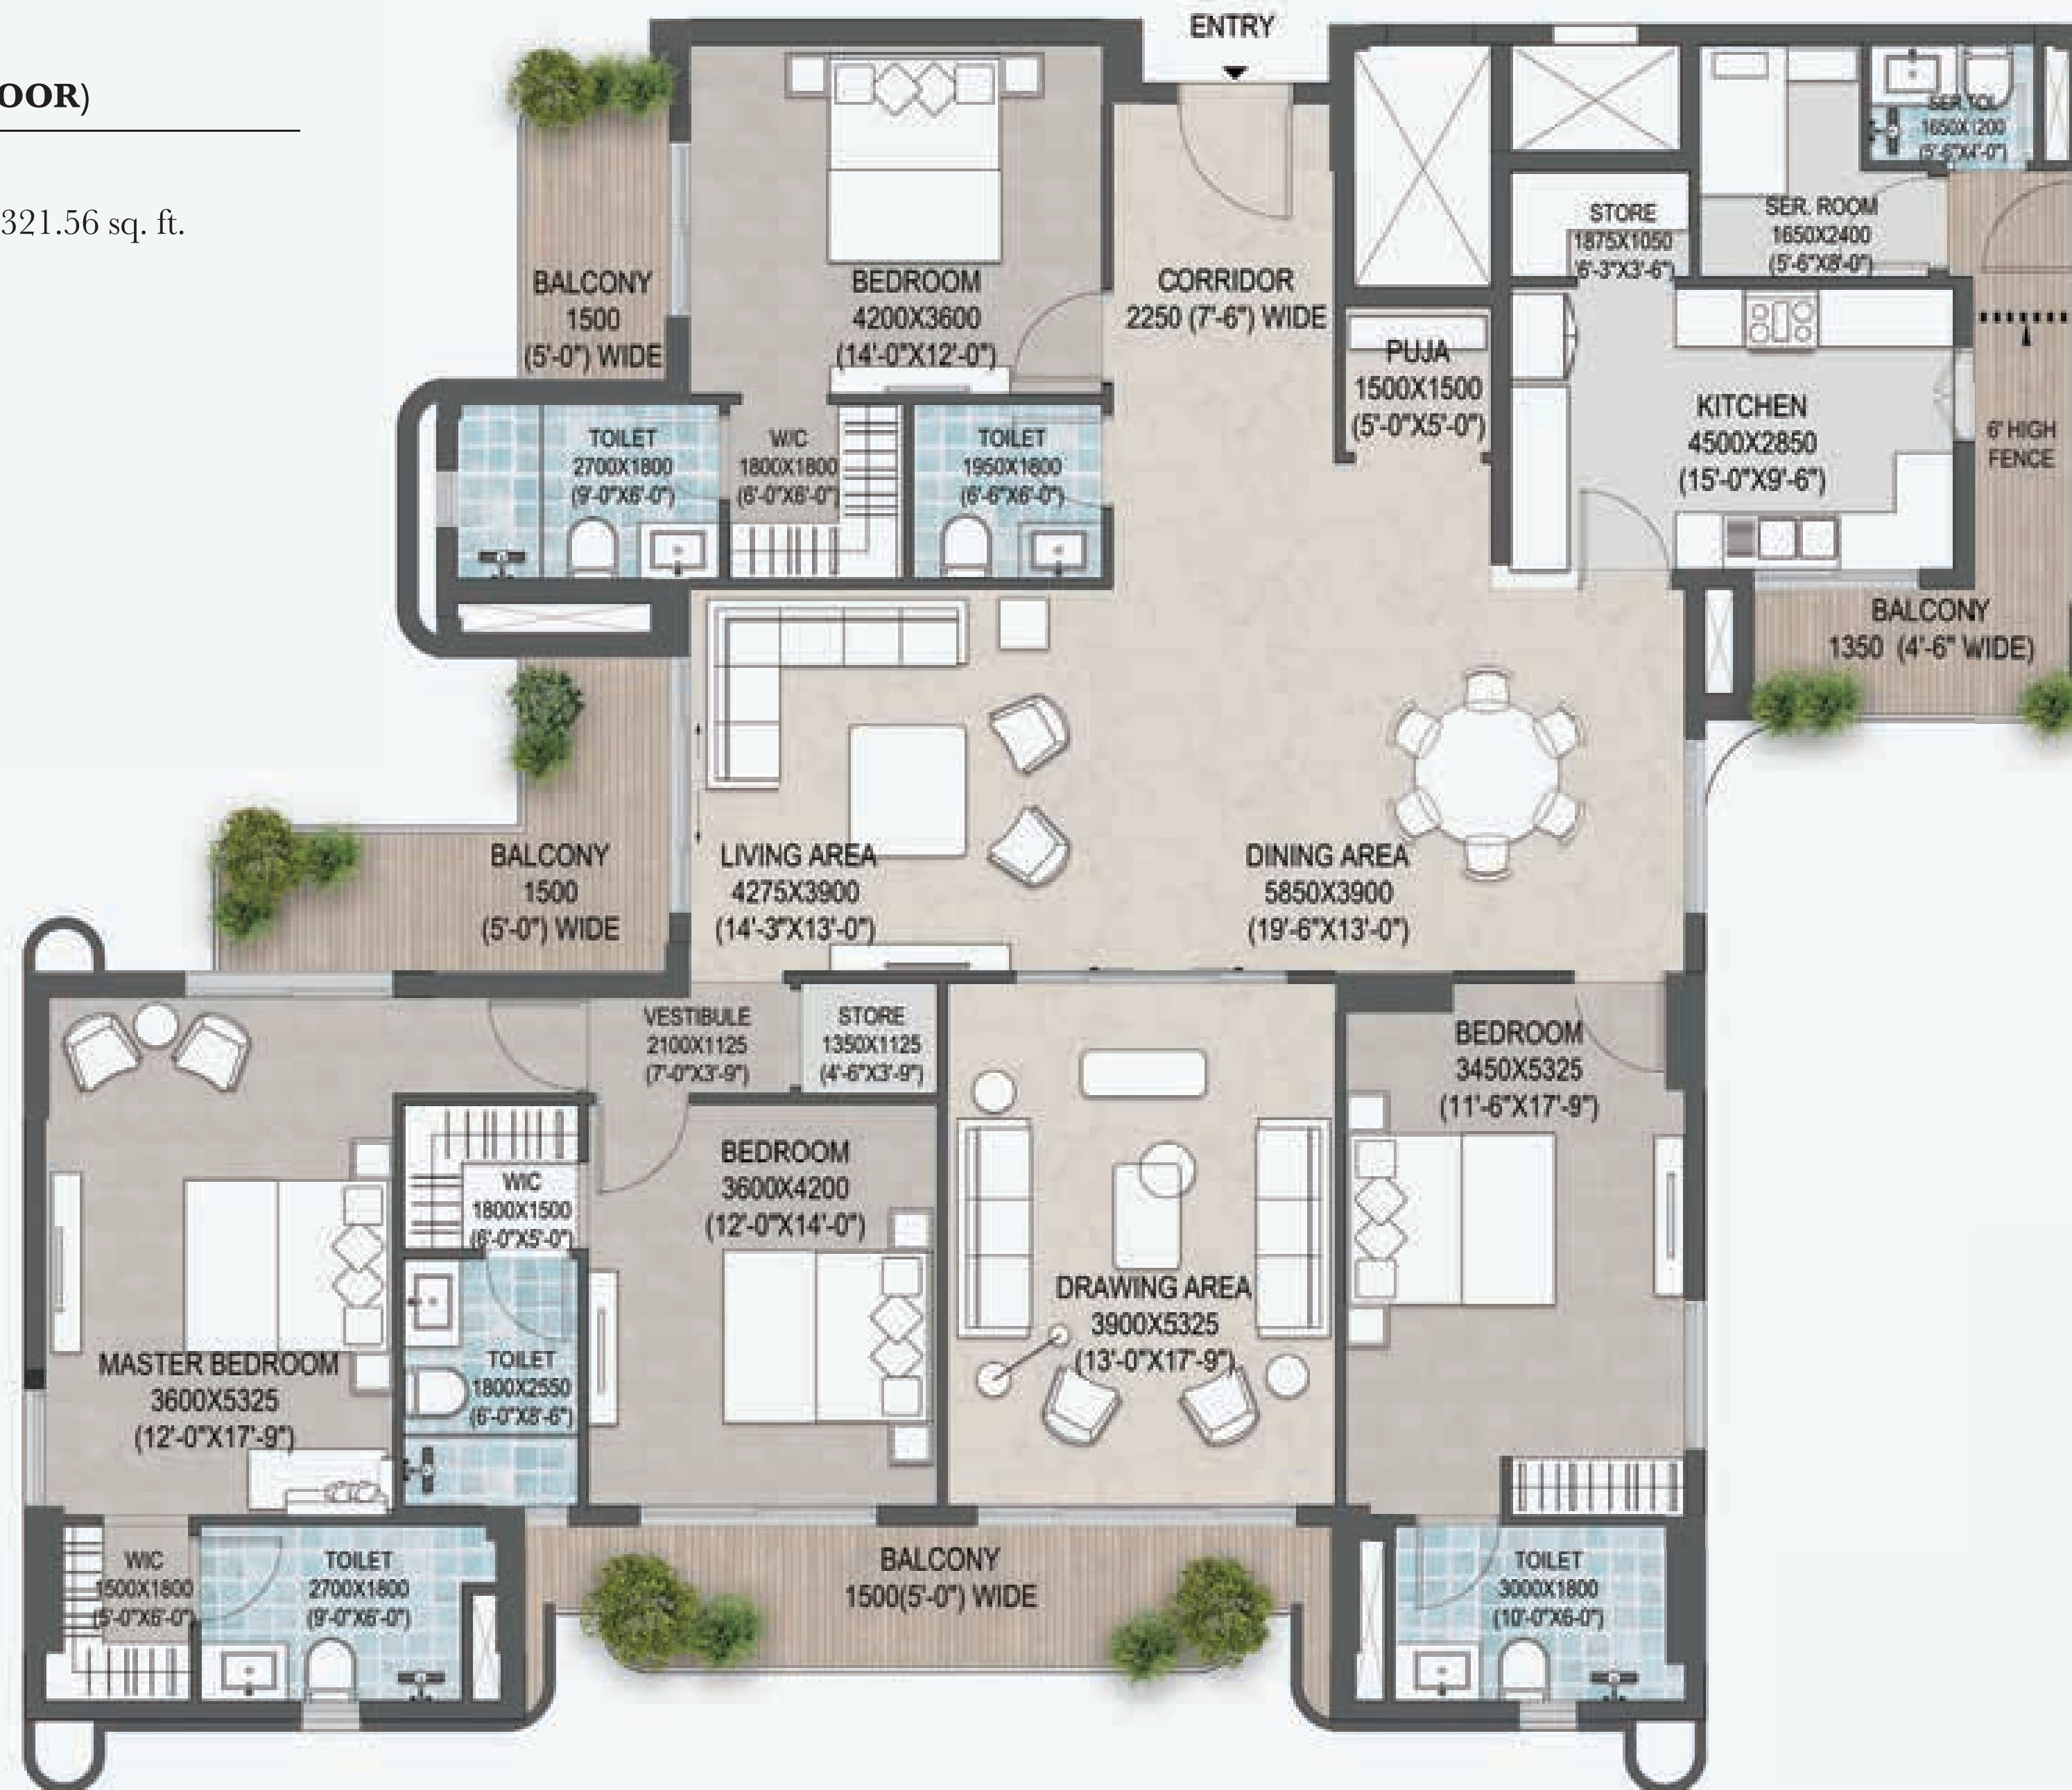 OOR)
321.56 sq. ft.
ENTRY
BALCONY
1500
(5'-0") WIDE
BEDROOM
4200X3600
(14'-0"X12'-0")
CORRIDOR
2250 (7'-6") WIDE
PUJA
1500X1500
(5'-0"X5'-0")
STORE
1875X1050
(6'-3"X3'-6")
SER. ROOM
1650X2400
(5'-6"X8'-0")
SER.TOI.
1650X1200
(5'-6"X4'-0")
KITCHEN
4500X2850
(15'-0"X9'-6")
6' HIGH
FENCE
TOILET
2700X1800
(9'-0"X6'-0")
W/C
1800X1800
(6'-0"X6'-0")
TOILET
1950X1800
(6'-6"X6'-0")
BALCONY
1350 (4'-6" WIDE)
BALCONY
1500
(5'-0") WIDE
LIVING AREA
4275X3900
(14'-3"X13'-0")
DINING AREA
5850X3900
(19'-6"X13'-0")
VESTIBULE
2100X1125
(7'-0"X3'-9")
STORE
1350X1125
(4'-6"X3'-9")
BEDROOM
3450X5325
(11'-6"X17'-9")
WIC
1800X1500
(6'-0"X5'-0")
BEDROOM
3600X4200
(12'-0"X14'-0")
DRAWING AREA
3900X5325
(13'-0"X17'-9")
MASTER BEDROOM
3600X5325
(12'-0"X17'-9")
TOILET
1800X2550
(6'-0"X8'-6")
WIC
1500X1800
(5'-0"X6'-0")
TOILET
2700X1800
(9'-0"X6'-0")
BALCONY
1500(5'-0") WIDE
TOILET
3000X1800
(10'-0"X6-0")